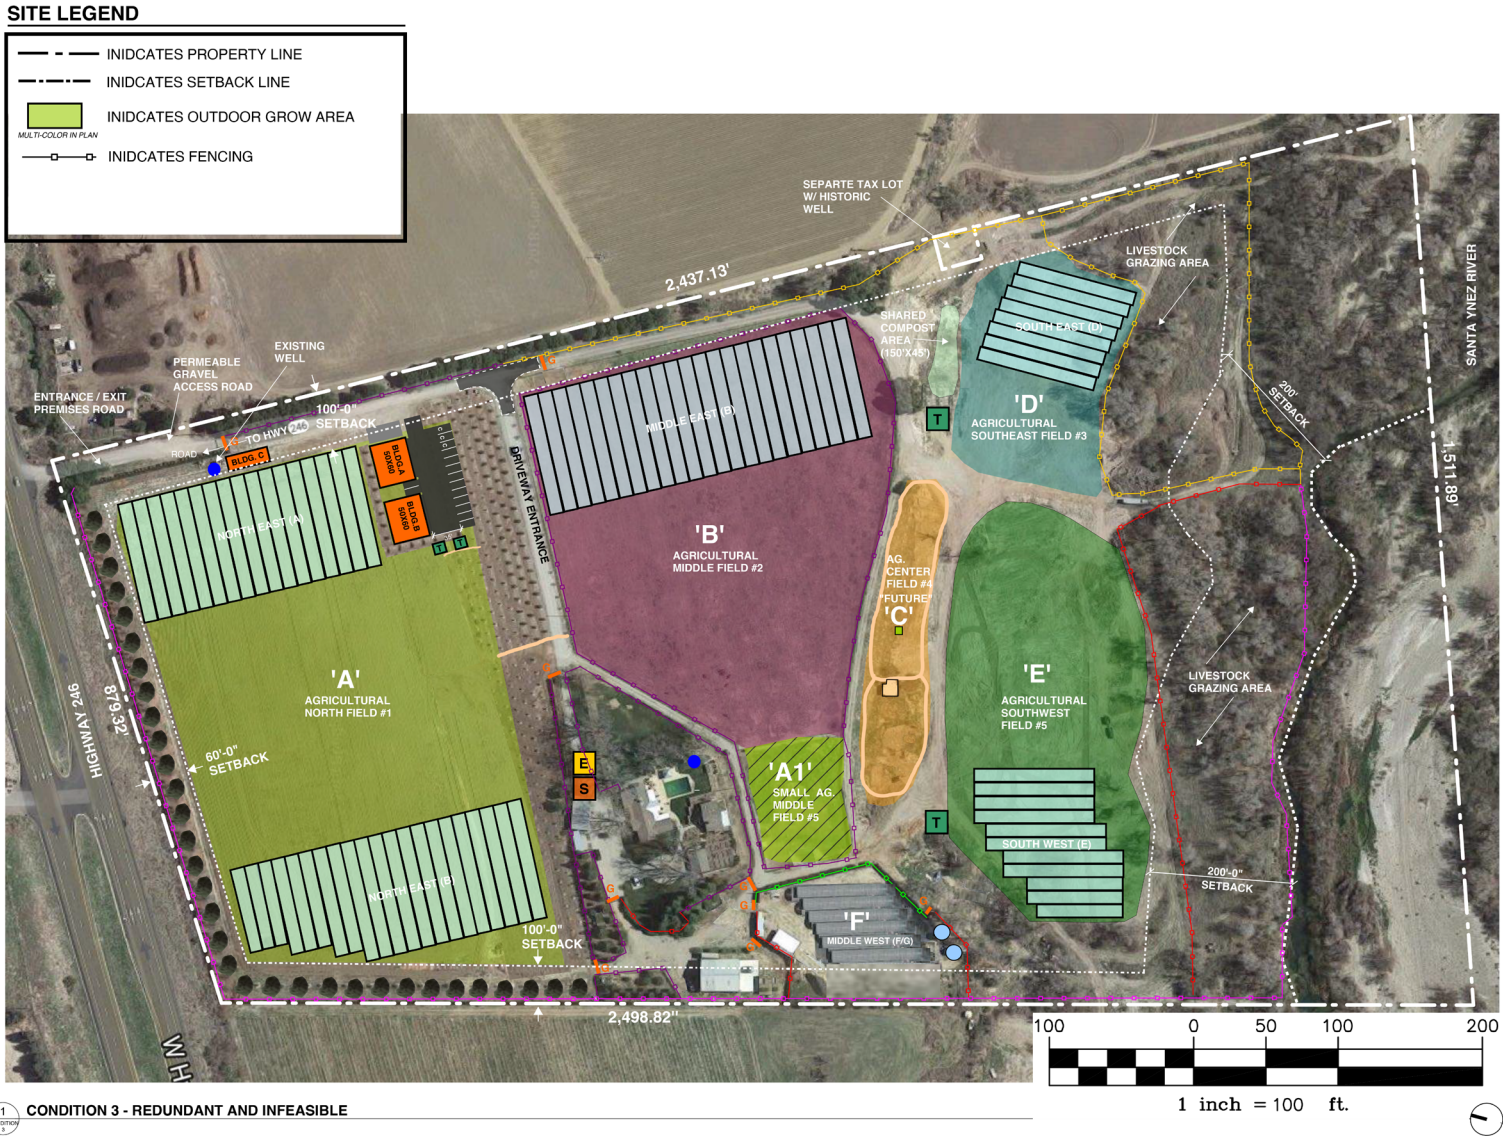 SITE LEGEND
INIDCATES PROPERTY LINE
INIDCATES SETBACK LINE
INIDCATES OUTDOOR GROW AREA
MULTI-COLOR IN PLAN
INIDCATES FENCING
SEPARTE TAX LOT
W/ HISTORIC
WELL
2,437.13'
LIVESTOCK
GRAZING AREA
SANTA YNEZ RIVER
SHARED
COMPOST
AREA
(150'X45')
SOUTH EAST (D)
EXISTING
WELL
PERMEABLE
GRAVEL
ACCESS ROAD
ENTRANCE / EXIT
PREMISES ROAD
100'-0"
SETBACK
TO HWY 246
ROAD
G
G
BLDG. C
BLDG.A
50X60
BLDG.B
50X60
C
C
C
T
T
DRIVEWAY ENTRANCE
MIDDLE EAST (B)
NORTH EAST (A)
'D'
AGRICULTURAL
SOUTHEAST FIELD #3
T
200'
SETBACK
1,511.89'
'B'
AGRICULTURAL
MIDDLE FIELD #2
AG.
CENTER
FIELD #4
"FUTURE"
'C'
'A'
AGRICULTURAL
NORTH FIELD #1
'E'
AGRICULTURAL
SOUTHWEST
FIELD #5
LIVESTOCK
GRAZING AREA
HIGHWAY 246
879.32'
60'-0"
SETBACK
E
S
'A1'
SMALL AG.
MIDDLE
FIELD #5
T
SOUTH WEST (E)
200'-0"
SETBACK
NORTH EAST (B)
G
G
G
G
G
G
'F'
MIDDLE WEST (F/G)
100'-0"
SETBACK
2,498.82"
W H
100 0 50 100 200
1 inch = 100 ft.
1
3
CONDITION 3 - REDUNDANT AND INFEASIBLE